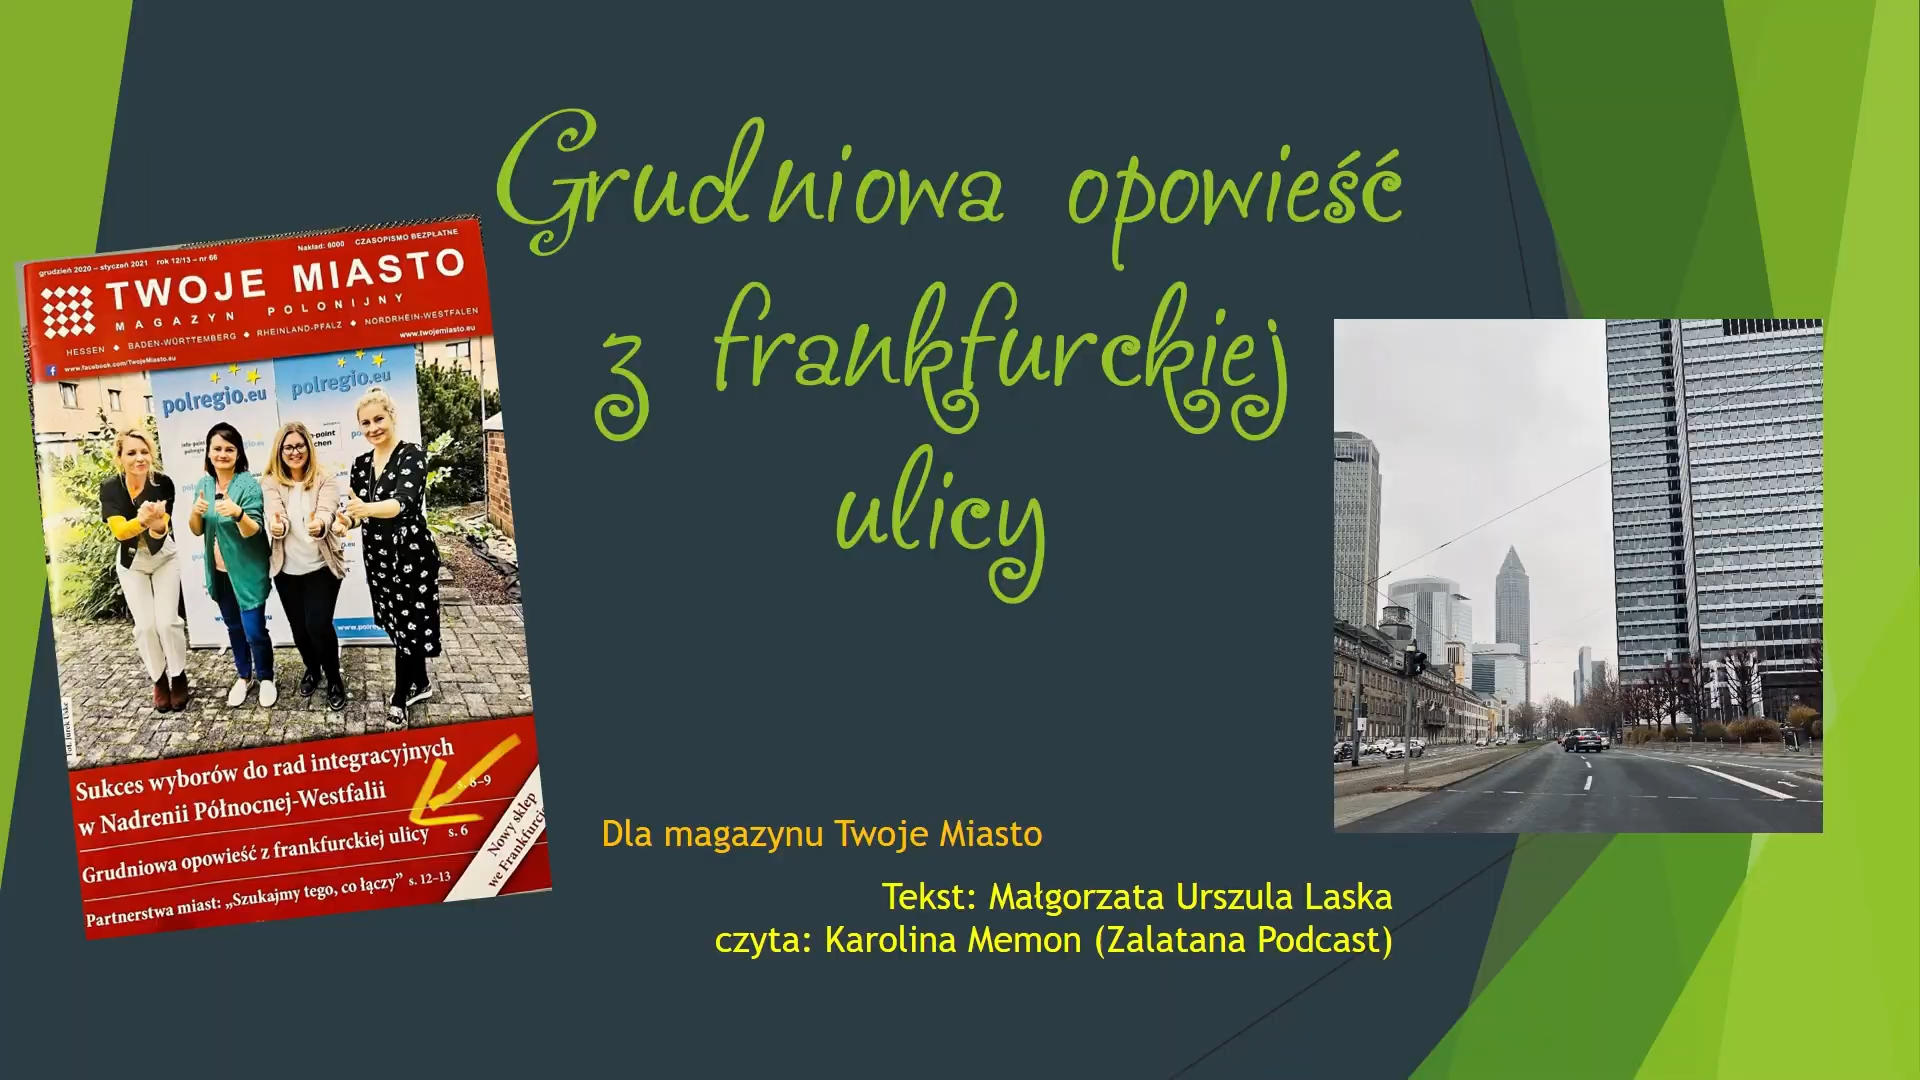 Grudniowa opowieść
z frankfurckiej
ulicy
Nakład: 6000 CZASOPISMO BEZPŁATNE
grudzień 2020 – styczeń 2021 rok 12/13 – nr 66
TWOJE MIASTO
MAGAZYN POLONIJNY
HESSEN ◆ BADEN-WÜRTTEMBERG ◆ RHEINLAND-PFALZ ◆ NORDRHEIN-WESTFALEN
www.facebook.com/TwojeMiasto.eu
www.twojemiasto.eu
polregio.eu
polregio.eu
Fot. Jurek Uske
Sukces wyborów do rad integracyjnych
w Nadrenii Północnej-Westfalii s. 8–9
Grudniowa opowieść z frankfurckiej ulicy s. 6
Partnerstwa miast: „Szukajmy tego, co łączy” s. 12–13
Nowy sklep
we
Dla magazynu Twoje Miasto
Tekst: Małgorzata Urszula Laska
czyta: Karolina Memon (Zalatana Podcast)